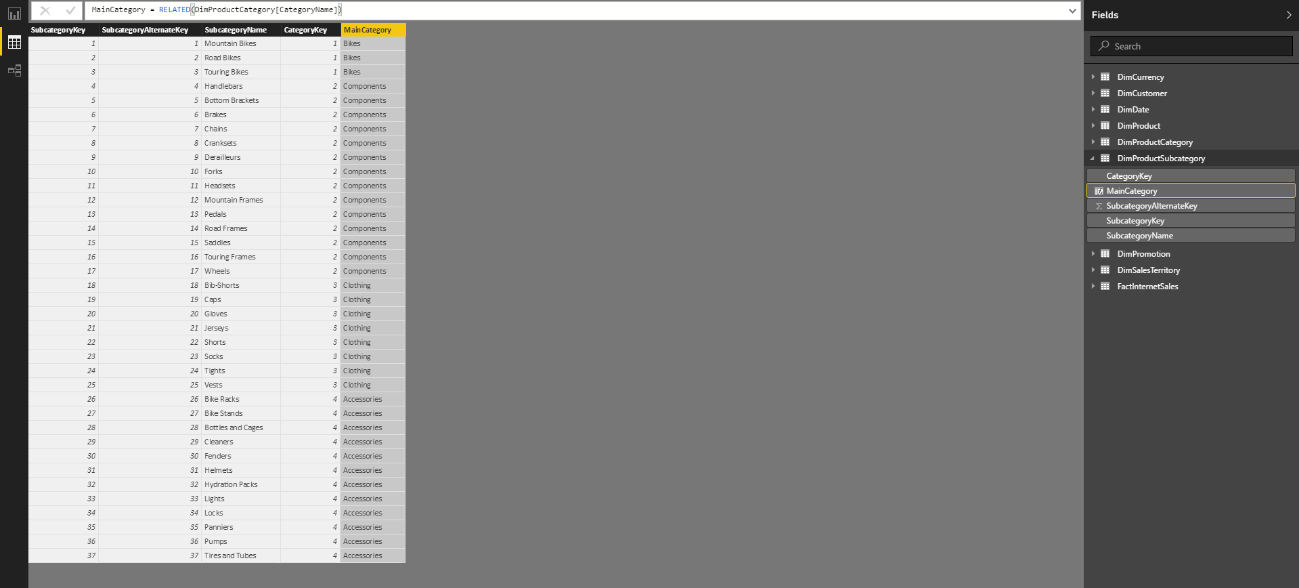 MainCategory = RELATED(DimProductCategory[CategoryName])
SubcategoryKey SubcategoryAlternateKey SubcategoryName CategoryKey MainCategory
1 1 Mountain Bikes 1 Bikes
2 2 Road Bikes 1 Bikes
3 3 Touring Bikes 1 Bikes
4 4 Handlebars 2 Components
5 5 Bottom Brackets 2 Components
6 6 Brakes 2 Components
7 7 Chains 2 Components
8 8 Cranksets 2 Components
9 9 Derailleurs 2 Components
10 10 Forks 2 Components
11 11 Headsets 2 Components
12 12 Mountain Frames 2 Components
13 13 Pedals 2 Components
14 14 Road Frames 2 Components
15 15 Saddles 2 Components
16 16 Touring Frames 2 Components
17 17 Wheels 2 Components
18 18 Bib-Shorts 3 Clothing
19 19 Caps 3 Clothing
20 20 Gloves 3 Clothing
21 21 Jerseys 3 Clothing
22 22 Shorts 3 Clothing
23 23 Socks 3 Clothing
24 24 Tights 3 Clothing
25 25 Vests 3 Clothing
26 26 Bike Racks 4 Accessories
27 27 Bike Stands 4 Accessories
28 28 Bottles and Cages 4 Accessories
29 29 Cleaners 4 Accessories
30 30 Fenders 4 Accessories
31 31 Helmets 4 Accessories
32 32 Hydration Packs 4 Accessories
33 33 Lights 4 Accessories
34 34 Locks 4 Accessories
35 35 Panniers 4 Accessories
36 36 Pumps 4 Accessories
37 37 Tires and Tubes 4 Accessories
Fields
Search
DimCurrency
DimCustomer
DimDate
DimProduct
DimProductCategory
DimProductSubcategory
CategoryKey
MainCategory
Σ SubcategoryAlternateKey
SubcategoryKey
SubcategoryName
DimPromotion
DimSalesTerritory
FactInternetSales